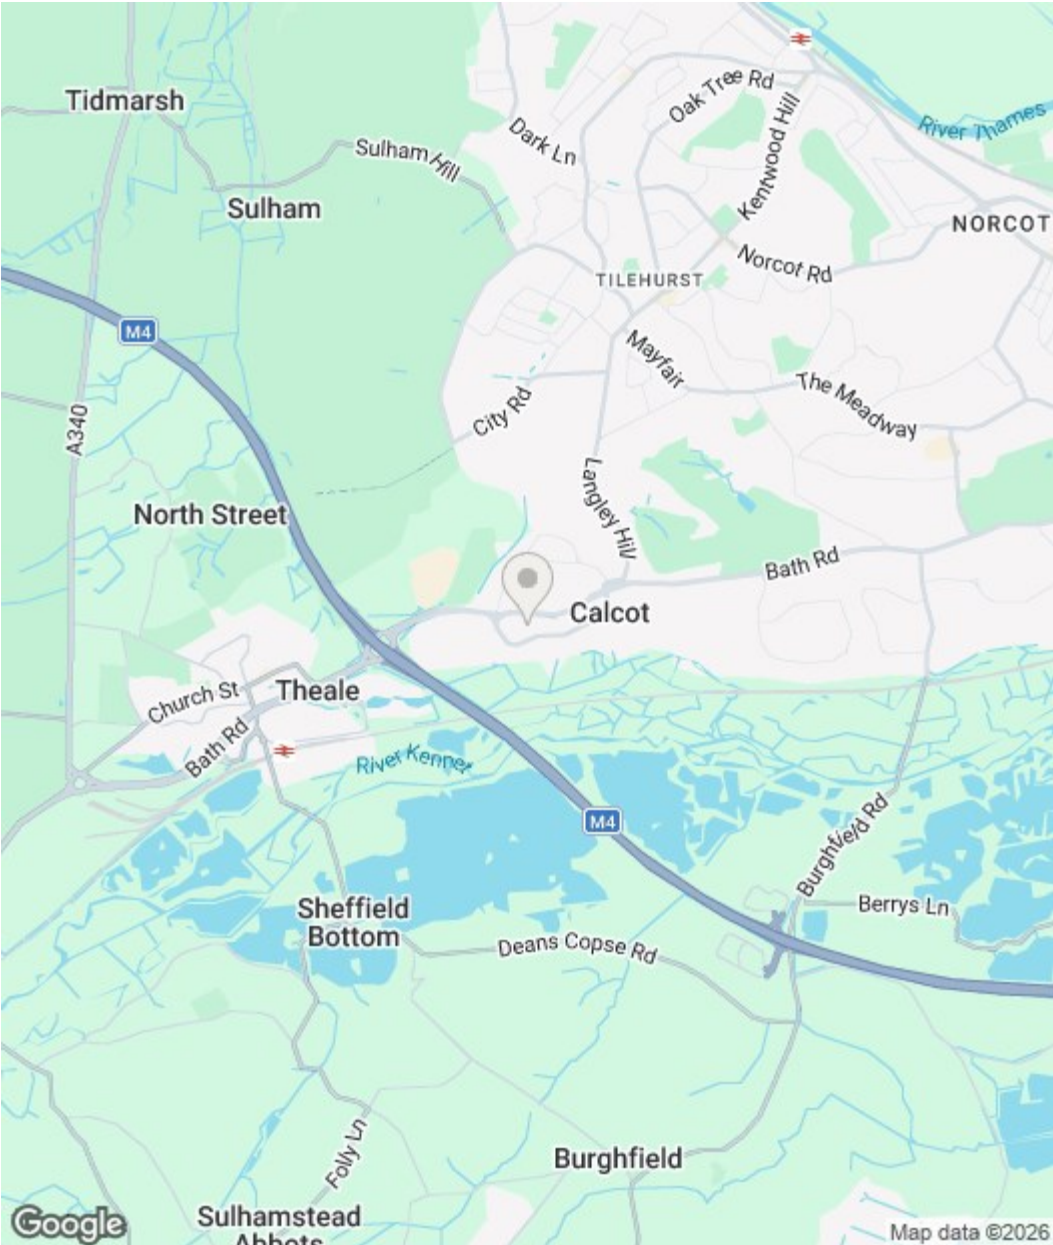 Tidmarsh
Oak Tree Rd
River Thames
Dark Ln
Sulham Hill
Kentwood Hill
Sulham
NORCOT
Norcot Rd
TILEHURST
M4
Mayfair
The Meadway
A340
City Rd
Langley Hill
North Street
Bath Rd
Calcot
Theale
Church St
Bath Rd
River Kennet
M4
Burghfield Rd
Berrys Ln
Sheffield
Bottom
Deans Copse Rd
Folly Ln
Burghfield
Sulhamstead
Abbots
Google
Map data ©2026